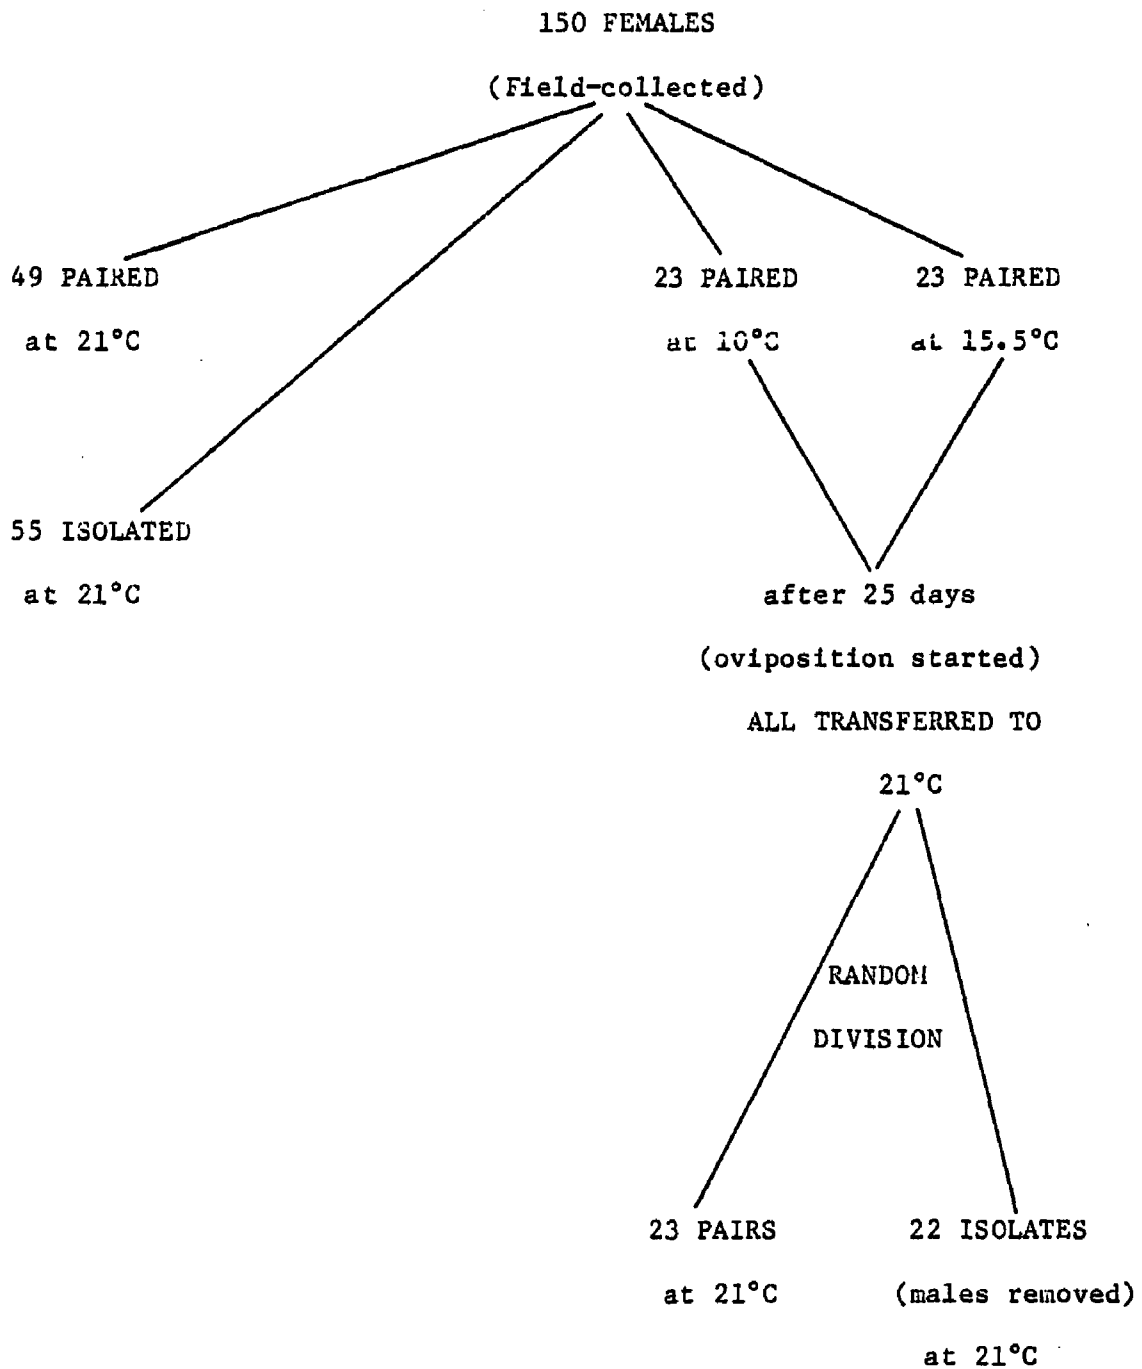 150 FEMALES
(Field-collected)
49 PAIRED
at 21°C
23 PAIRED
at 10°C
23 PAIRED
at 15.5°C
55 ISOLATED
at 21°C
after 25 days
(oviposition started)
ALL TRANSFERRED TO
21°C
RANDOM
DIVISION
23 PAIRS
at 21°C
22 ISOLATES
(males removed)
at 21°C